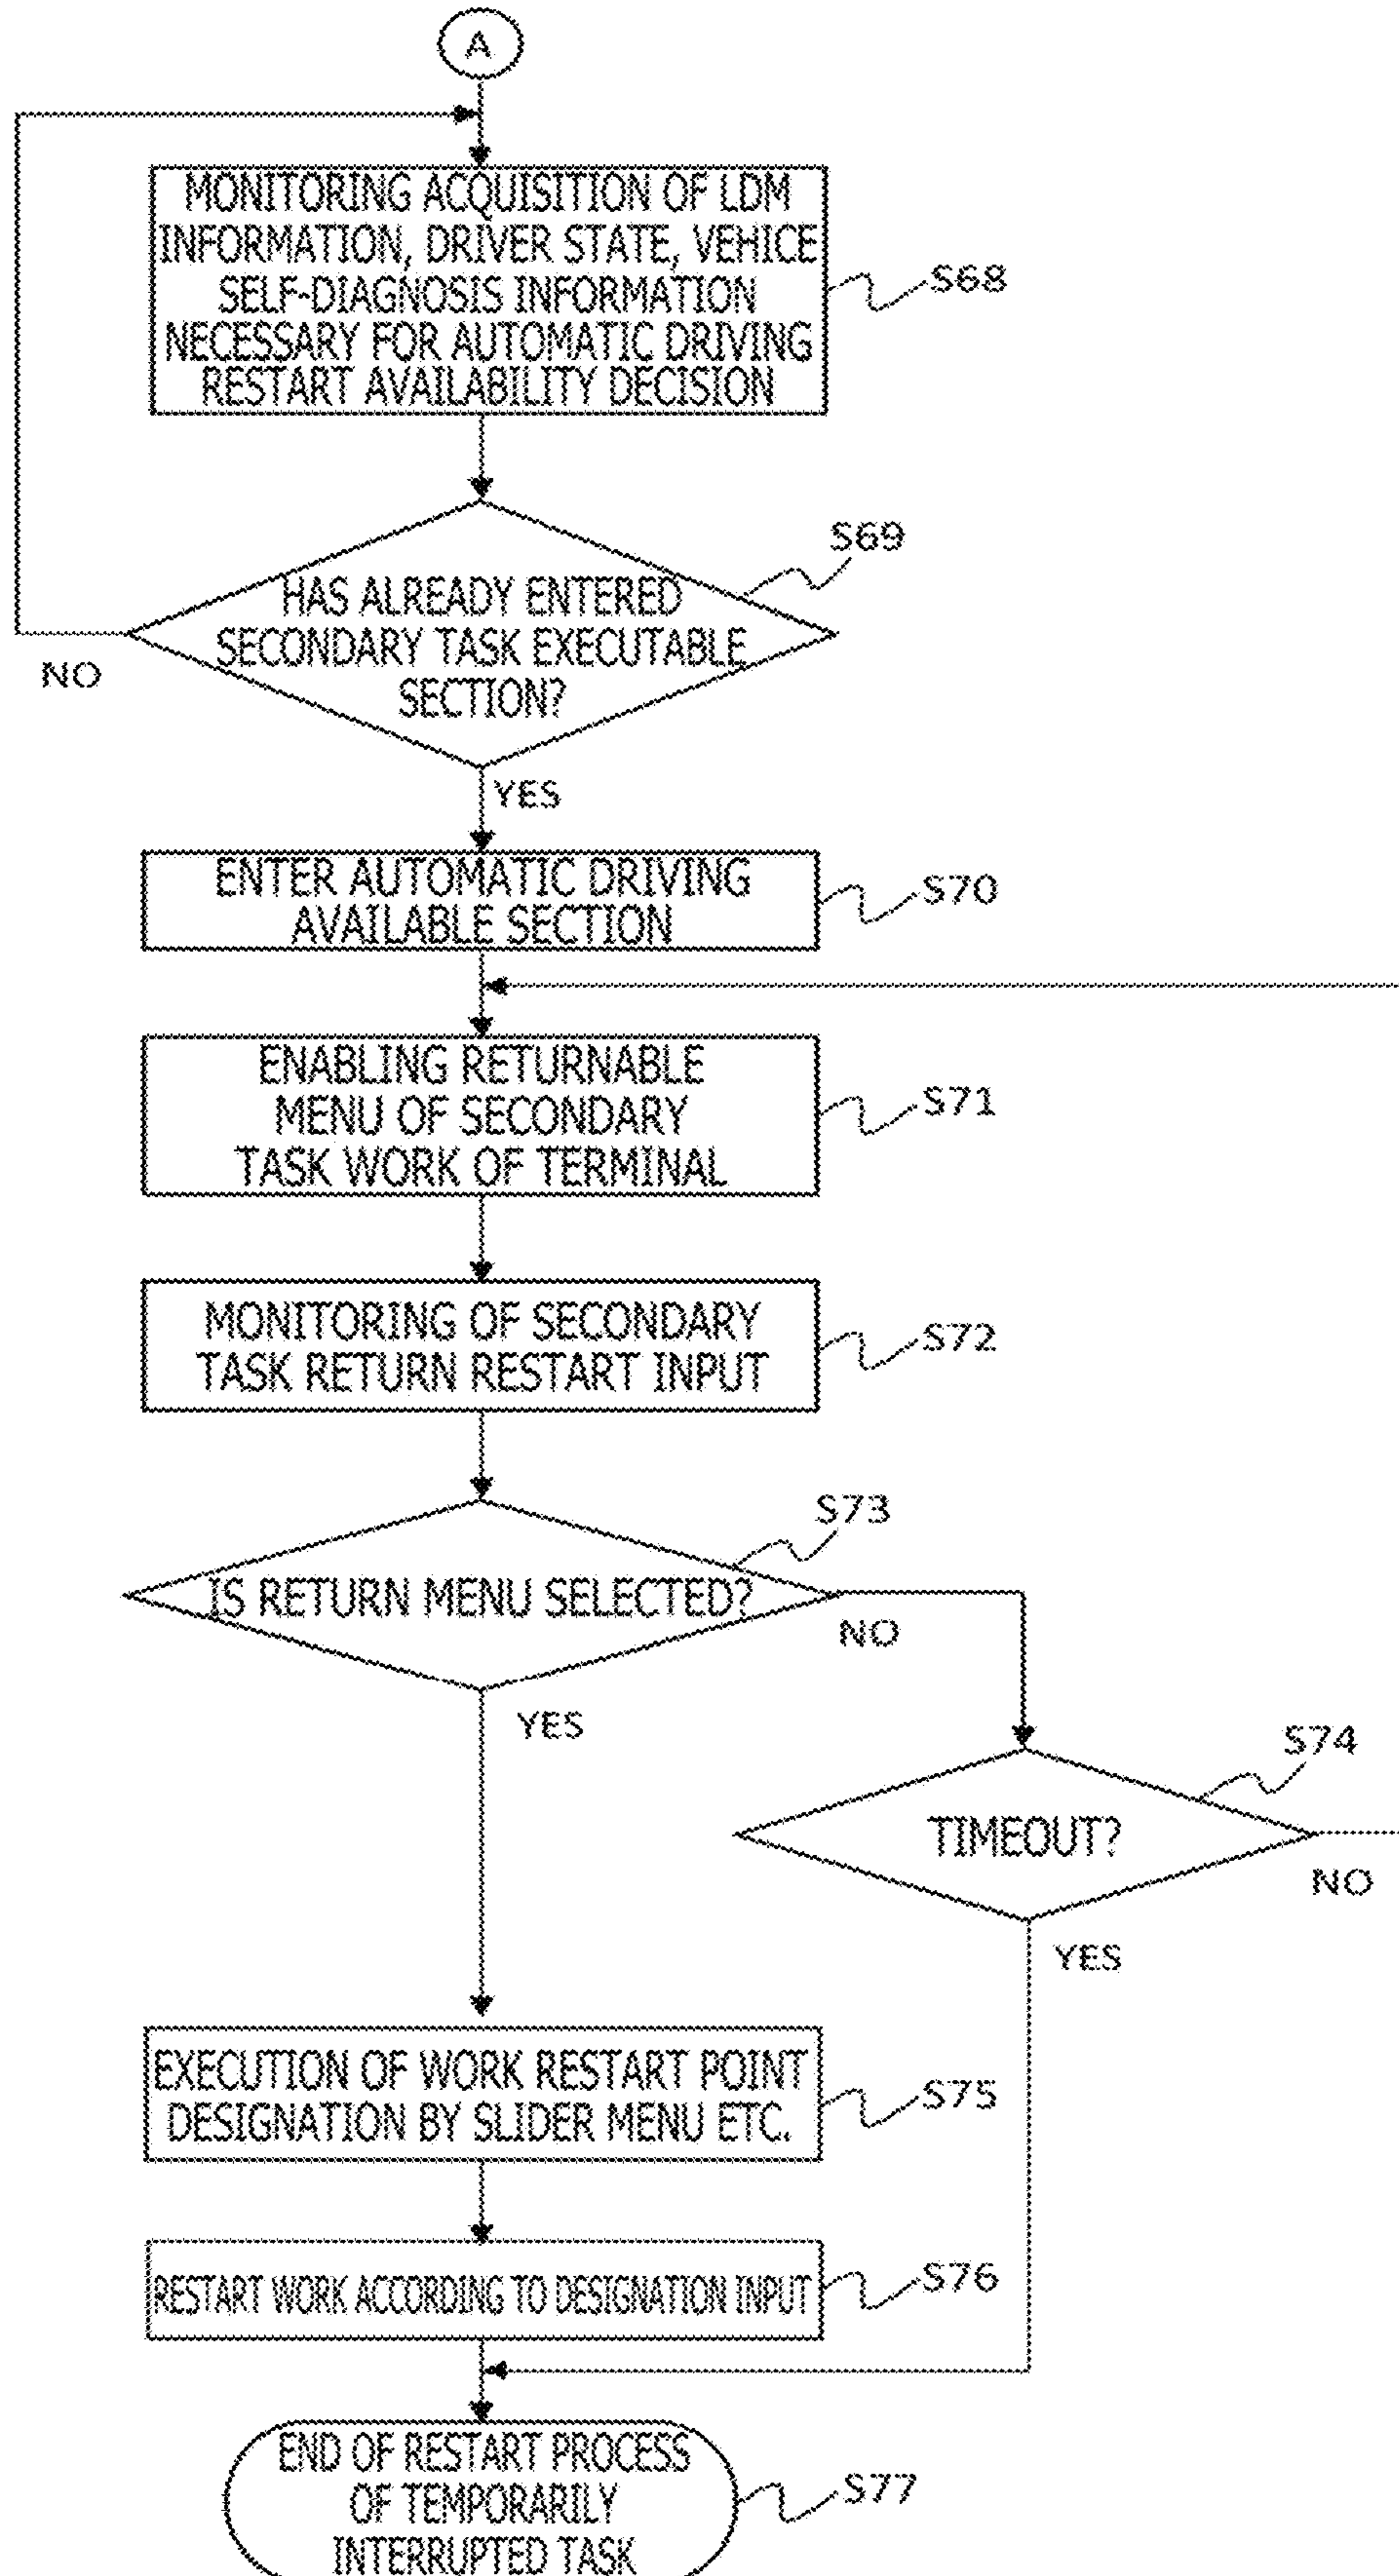 A
MONITORING ACQUISITION OF LDM
INFORMATION, DRIVER STATE, VEHICE
SELF-DIAGNOSIS INFORMATION
NECESSARY FOR AUTOMATIC DRIVING
RESTART AVAILABILITY DECISION
S68
S69
HAS ALREADY ENTERED
SECONDARY TASK EXECUTABLE
SECTION?
NO
YES
ENTER AUTOMATIC DRIVING
AVAILABLE SECTION
S70
ENABLING RETURNABLE
MENU OF SECONDARY
TASK WORK OF TERMINAL
S71
MONITORING OF SECONDARY
TASK RETURN RESTART INPUT
S72
S73
IS RETURN MENU SELECTED?
NO
YES
S74
TIMEOUT?
NO
YES
EXECUTION OF WORK RESTART POINT
DESIGNATION BY SLIDER MENU ETC.
S75
RESTART WORK ACCORDING TO DESIGNATION INPUT
S76
END OF RESTART PROCESS
OF TEMPORARILY
INTERRUPTED TASK
S77